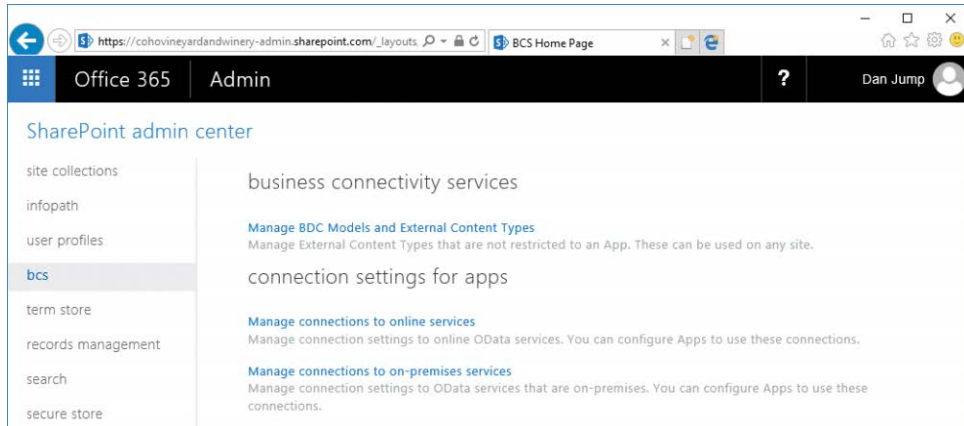 https://cohovineyardandwinery-admin.sharepoint.com/_layouts
BCS Home Page
Office 365
Admin
?
Dan Jump
SharePoint admin center
site collections
infopath
user profiles
bcs
term store
records management
search
secure store
business connectivity services
Manage BDC Models and External Content Types
Manage External Content Types that are not restricted to an App. These can be used on any site.
connection settings for apps
Manage connections to online services
Manage connection settings to online OData services. You can configure Apps to use these connections.
Manage connections to on-premises services
Manage connection settings to OData services that are on-premises. You can configure Apps to use these
connections.